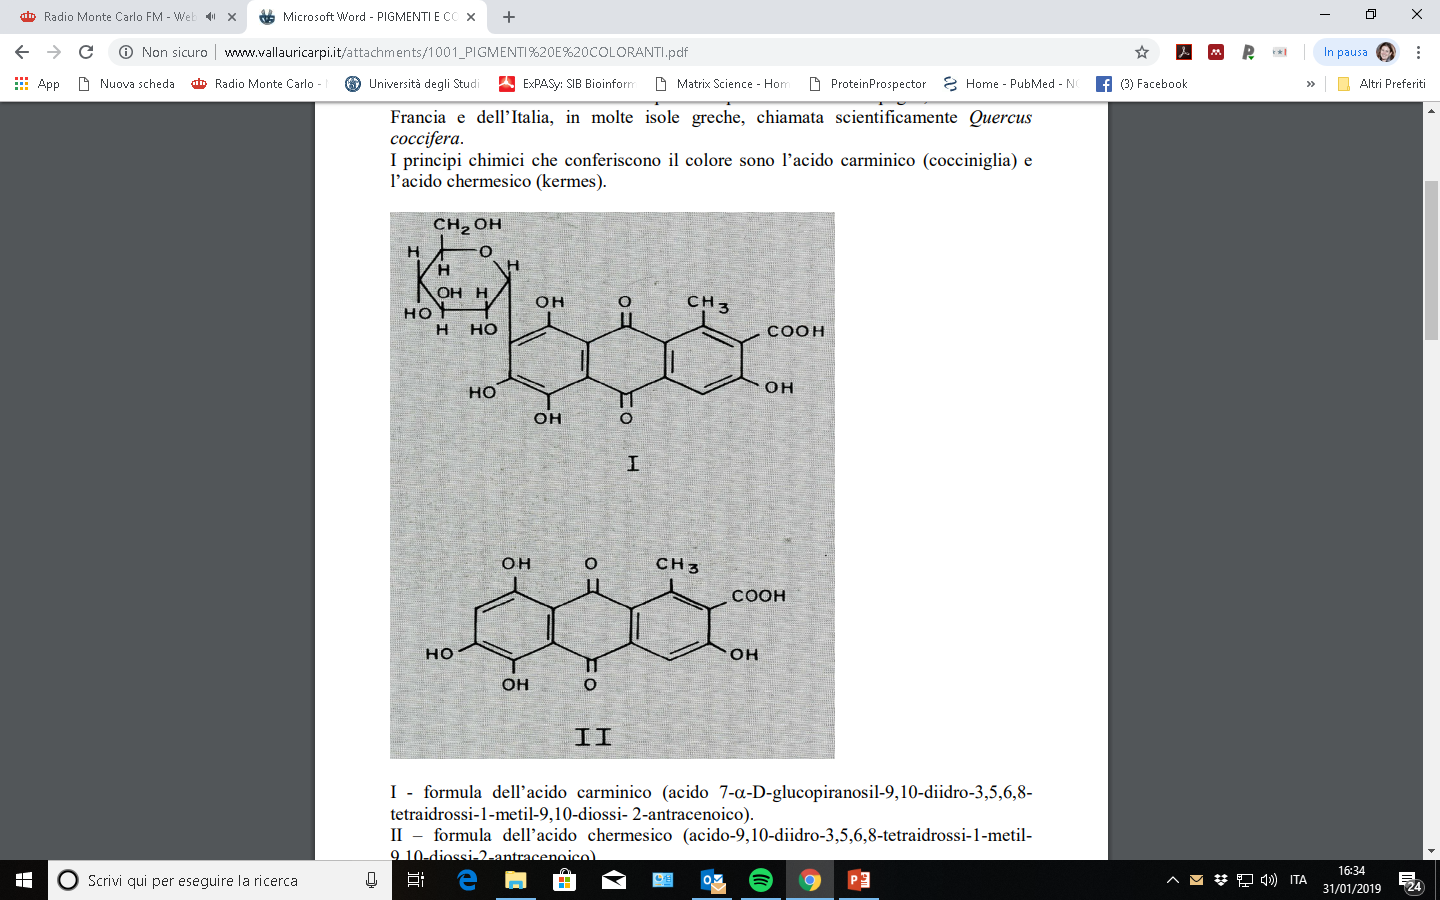 Radio Monte Carlo FM - Web
Microsoft Word - PIGMENTI E CO
Non sicuro
www.vallauricarpi.it/attachments/1001_PIGMENTI%20E%20COLORANTI.pdf
In pausa
App
Nuova scheda
Radio Monte Carlo -
Università degli Studi
ExPASy: SIB Bioinform
Matrix Science - Hom
ProteinProspector
Home - PubMed - NC
(3) Facebook
»
Altri Preferiti
Francia e dell’Italia, in molte isole greche, chiamata scientificamente Quercus
coccifera.
I principi chimici che conferiscono il colore sono l’acido carminico (cocciniglia) e
l’acido chermesico (kermes).
CH2OH
H O
H H
OH H
HO
H HO
OH O CH3
COOH
HO OH
OH O
I
OH O CH3
COOH
HO OH
OH O
II
I - formula dell’acido carminico (acido 7-α-D-glucopiranosil-9,10-diidro-3,5,6,8-
tetraidrossi-1-metil-9,10-diossi- 2-antracenoico).
II – formula dell’acido chermesico (acido-9,10-diidro-3,5,6,8-tetraidrossi-1-metil-
9,10-diossi-2-antracenoico)
Scrivi qui per eseguire la ricerca
ITA
16:34
31/01/2019
24